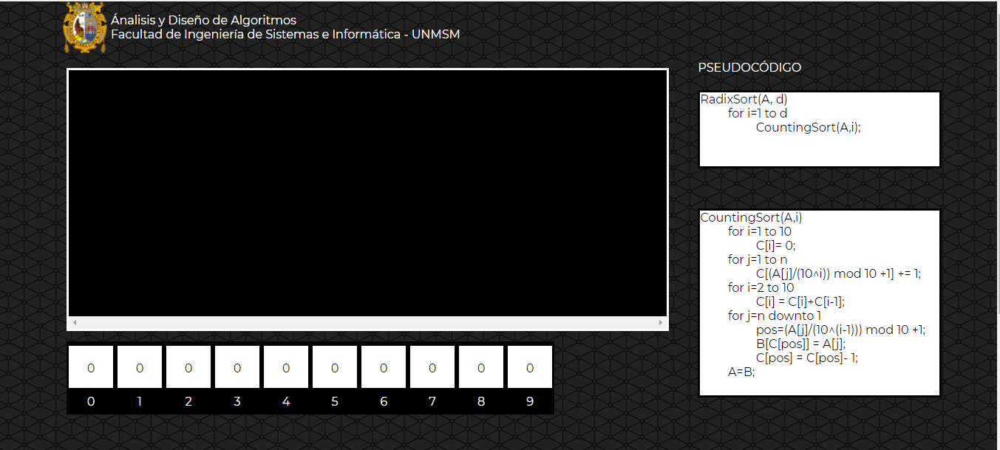 Ánalisis y Diseño de Algoritmos
Facultad de Ingeniería de Sistemas e Informática - UNMSM
PSEUDOCÓDIGO
RadixSort(A, d)
for i=1 to d
CountingSort(A,i);
CountingSort(A,i)
for i=1 to 10
C[i]= 0;
for j=1 to n
C[(A[j]/(10^i)) mod 10 +1] += 1;
for i=2 to 10
C[i] = C[i]+C[i-1];
for j=n downto 1
pos=(A[j]/(10^(i-1))) mod 10 +1;
B[C[pos]] = A[j];
C[pos] = C[pos]- 1;
A=B;
0 0 0 0 0 0 0 0 0 0
0 1 2 3 4 5 6 7 8 9